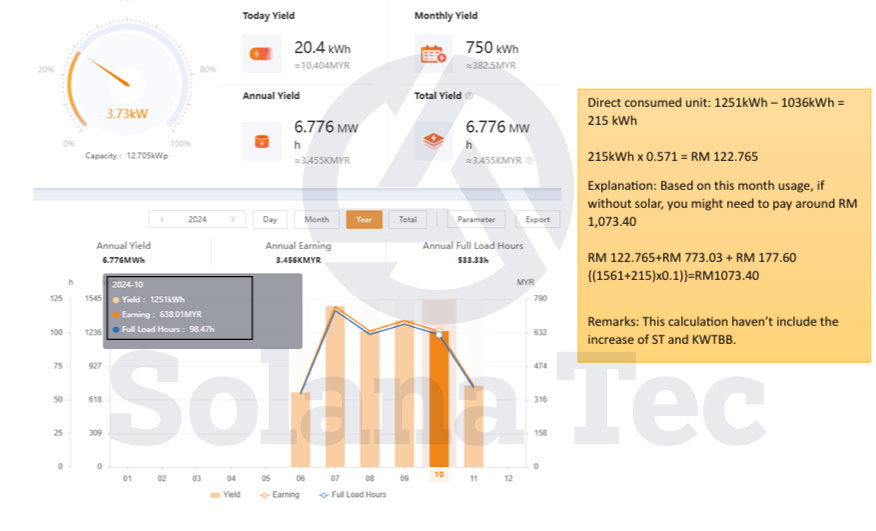 Today Yield
Monthly Yield
20.4 kWh
≈10.404MYR
750 kWh
≈382.5MYR
20%
80%
Annual Yield
Total Yield
3.73kW
6.776 MW
h
≈3.455KMYR
6.776 MW
h
≈3.455KMYR
0%
100%
Capacity : 12.705kWp
Direct consumed unit: 1251kWh – 1036kWh =
215 kWh
215kWh x 0.571 = RM 122.765
Explanation: Based on this month usage, if
without solar, you might need to pay around RM
1,073.40
RM 122.765+RM 773.03 + RM 177.60
{(1561+215)x0.1)}=RM1073.40
Remarks: This calculation haven't include the
increase of ST and KWTBB.
< 2024 >
Day
Month
Year
Total
Parameter
Export
Annual Yield
6.776MWh
Annual Earning
3.456KMYR
Annual Full Load Hours
533.33h
h
MYR
2024-10
Yield : 1251kWh
Earning : 638.01MYR
Full Load Hours : 98.47h
125 1545 790
100 1236 632
75 927 474
50 618 316
25 309 158
0 0 0
01 02 03 04 05 06 07 08 09 10 11 12
Yield Earning Full Load Hours
Solana Tec